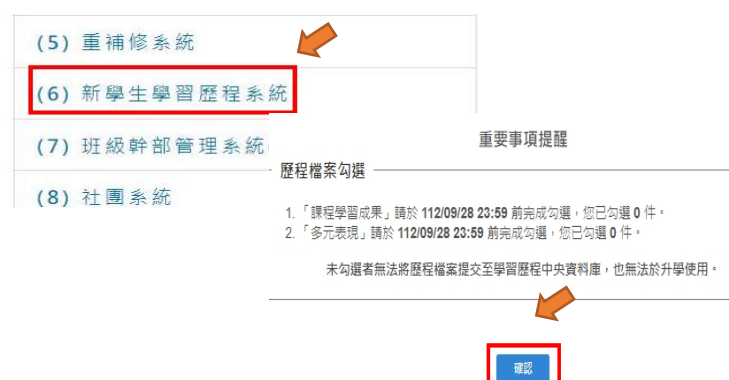 (5) 重補修系統
(6) 新學生學習歷程系統
(7) 班級幹部管理系統
(8) 社團系統
重要事項提醒
歷程檔案勾選
1.「課程學習成果」請於 112/09/28 23:59 前完成勾選，您已勾選 0 件。
2.「多元表現」請於 112/09/28 23:59 前完成勾選，您已勾選 0 件。
未勾選者無法將歷程檔案提交至學習歷程中央資料庫，也無法於升學使用。
確認